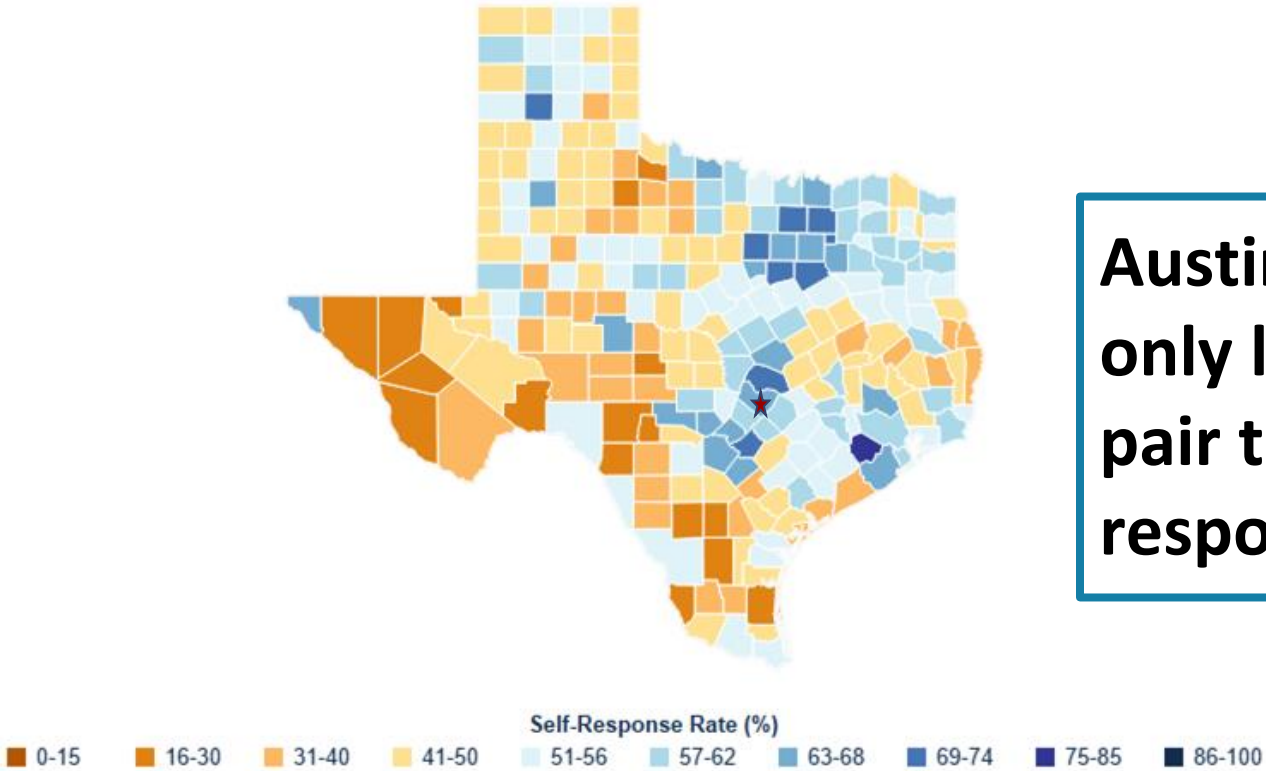 Austin
only l
pair t
respo
Self-Response Rate (%)
0-15 16-30 31-40 41-50 51-56 57-62 63-68 69-74 75-85 86-100